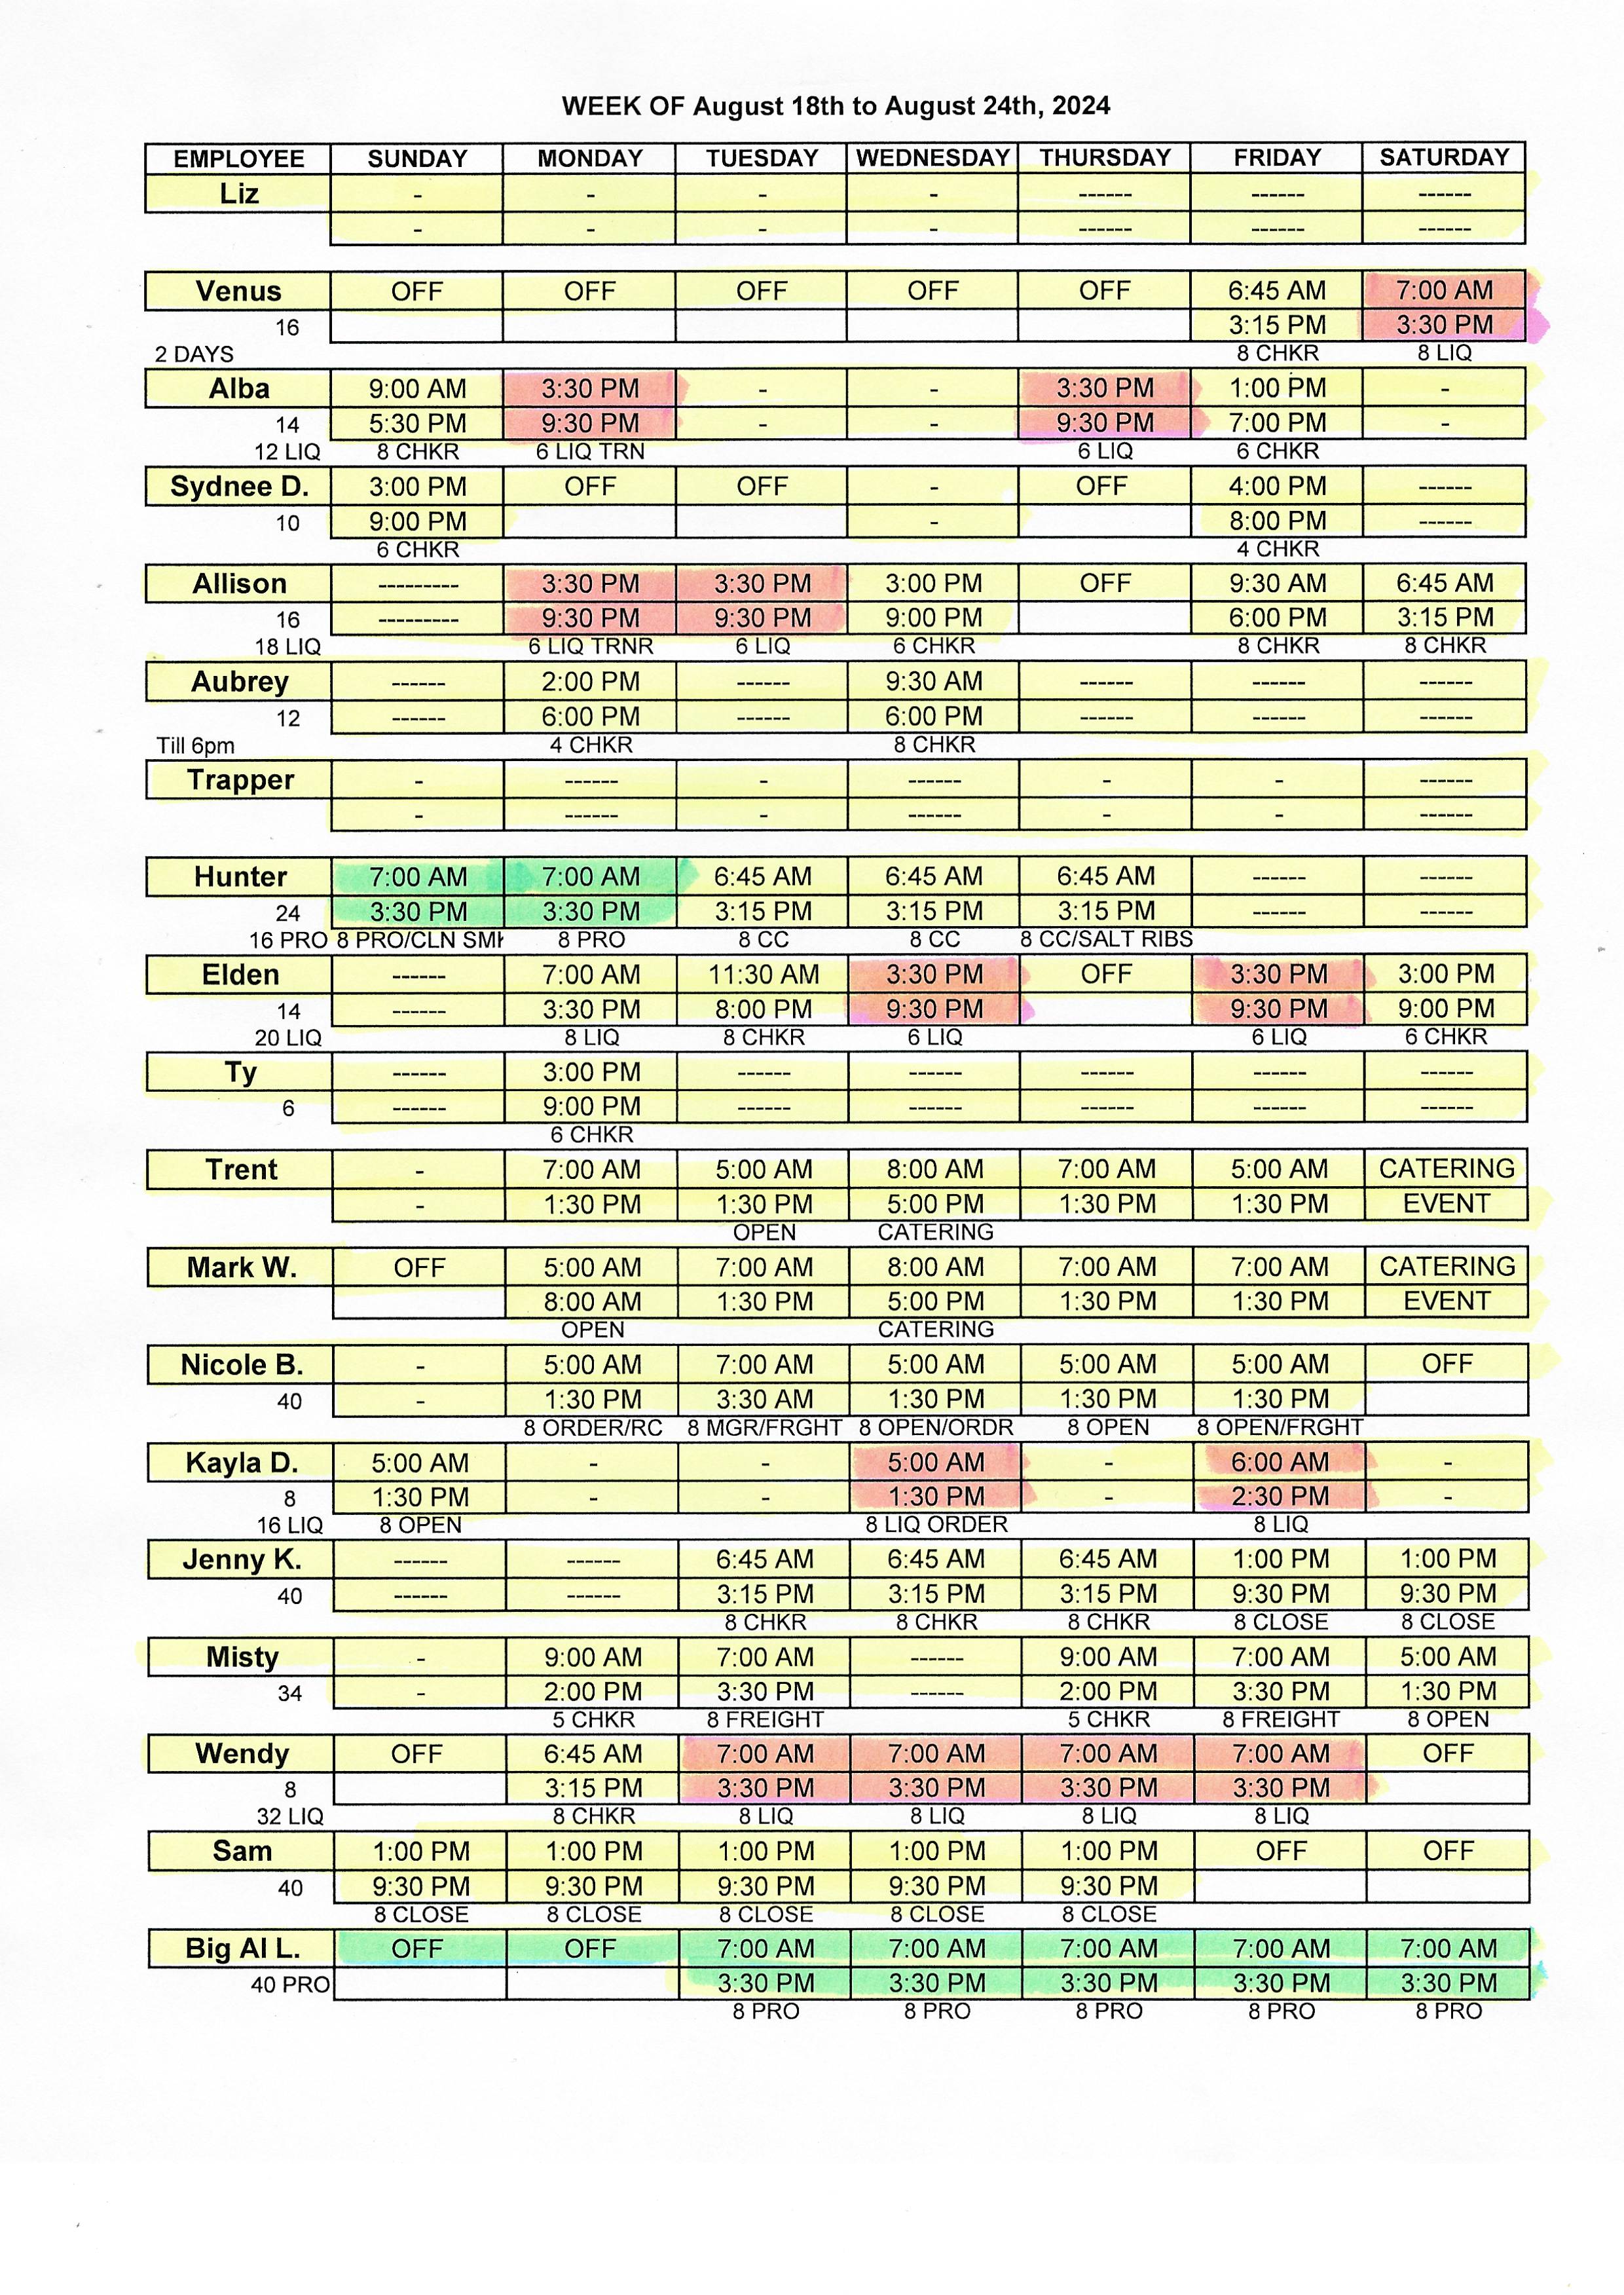 WEEK OF August 18th to August 24th, 2024
EMPLOYEE SUNDAY MONDAY TUESDAY WEDNESDAY THURSDAY FRIDAY SATURDAY
Liz - - - - ------ ------ ------
- - - - ------ ------ ------
Venus OFF OFF OFF OFF OFF 6:45 AM 7:00 AM
16 3:15 PM 3:30 PM
2 DAYS 8 CHKR 8 LIQ
Alba 9:00 AM 3:30 PM - - 3:30 PM 1:00 PM -
14 5:30 PM 9:30 PM - - 9:30 PM 7:00 PM -
12 LIQ 8 CHKR 6 LIQ TRN 6 LIQ 6 CHKR
Sydnee D. 3:00 PM OFF OFF - OFF 4:00 PM ------
10 9:00 PM - 8:00 PM ------
6 CHKR 4 CHKR
Allison --------- 3:30 PM 3:30 PM 3:00 PM OFF 9:30 AM 6:45 AM
16 --------- 9:30 PM 9:30 PM 9:00 PM 6:00 PM 3:15 PM
18 LIQ 6 LIQ TRNR 6 LIQ 6 CHKR 8 CHKR 8 CHKR
Aubrey ------ 2:00 PM ------ 9:30 AM ------ ------ ------
12 ------ 6:00 PM ------ 6:00 PM ------ ------ ------
Till 6pm 4 CHKR 8 CHKR
Trapper - ------ - ------ - - ------
- ------ - ------ - - ------
Hunter 7:00 AM 7:00 AM 6:45 AM 6:45 AM 6:45 AM ------ ------
24 3:30 PM 3:30 PM 3:15 PM 3:15 PM 3:15 PM ------ ------
16 PRO 8 PRO/CLN SM 8 PRO 8 CC 8 CC 8 CC/SALT RIBS
Elden ------ 7:00 AM 11:30 AM 3:30 PM OFF 3:30 PM 3:00 PM
14 ------ 3:30 PM 8:00 PM 9:30 PM 9:30 PM 9:00 PM
20 LIQ 8 LIQ 8 CHKR 6 LIQ 6 LIQ 6 CHKR
Ty ------ 3:00 PM ------ ------ ------ ------ ------
6 ------ 9:00 PM ------ ------ ------ ------ ------
6 CHKR
Trent - 7:00 AM 5:00 AM 8:00 AM 7:00 AM 5:00 AM CATERING
- 1:30 PM 1:30 PM 5:00 PM 1:30 PM 1:30 PM EVENT
OPEN CATERING
Mark W. OFF 5:00 AM 7:00 AM 8:00 AM 7:00 AM 7:00 AM CATERING
8:00 AM 1:30 PM 5:00 PM 1:30 PM 1:30 PM EVENT
OPEN CATERING
Nicole B. - 5:00 AM 7:00 AM 5:00 AM 5:00 AM 5:00 AM OFF
40 - 1:30 PM 3:30 AM 1:30 PM 1:30 PM 1:30 PM
8 ORDER/RC 8 MGR/FRGHT 8 OPEN/ORDR 8 OPEN 8 OPEN/FRGHT
Kayla D. 5:00 AM - - 5:00 AM - 6:00 AM -
8 1:30 PM - - 1:30 PM - 2:30 PM -
16 LIQ 8 OPEN 8 LIQ ORDER 8 LIQ
Jenny K. ------ ------ 6:45 AM 6:45 AM 6:45 AM 1:00 PM 1:00 PM
40 ------ ------ 3:15 PM 3:15 PM 3:15 PM 9:30 PM 9:30 PM
8 CHKR 8 CHKR 8 CHKR 8 CLOSE 8 CLOSE
Misty - 9:00 AM 7:00 AM ------ 9:00 AM 7:00 AM 5:00 AM
34 - 2:00 PM 3:30 PM ------ 2:00 PM 3:30 PM 1:30 PM
5 CHKR 8 FREIGHT 5 CHKR 8 FREIGHT 8 OPEN
Wendy OFF 6:45 AM 7:00 AM 7:00 AM 7:00 AM 7:00 AM OFF
8 3:15 PM 3:30 PM 3:30 PM 3:30 PM 3:30 PM
32 LIQ 8 CHKR 8 LIQ 8 LIQ 8 LIQ 8 LIQ
Sam 1:00 PM 1:00 PM 1:00 PM 1:00 PM 1:00 PM OFF OFF
40 9:30 PM 9:30 PM 9:30 PM 9:30 PM 9:30 PM
8 CLOSE 8 CLOSE 8 CLOSE 8 CLOSE 8 CLOSE
Big Al L. OFF OFF 7:00 AM 7:00 AM 7:00 AM 7:00 AM 7:00 AM
40 PRO 3:30 PM 3:30 PM 3:30 PM 3:30 PM 3:30 PM
8 PRO 8 PRO 8 PRO 8 PRO 8 PRO